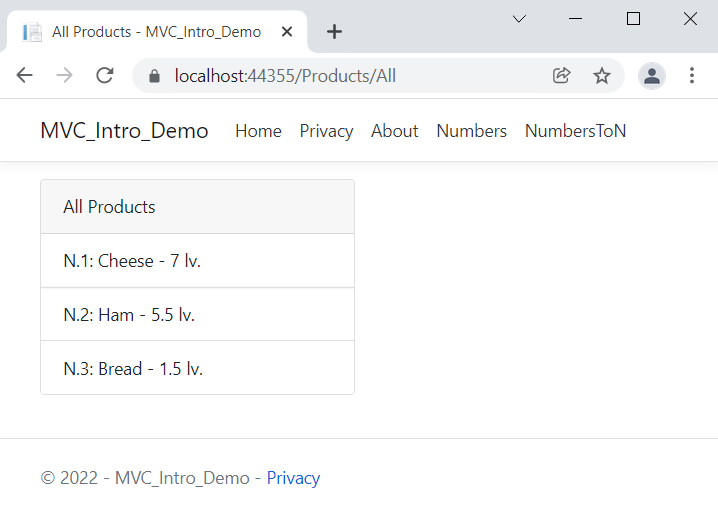 All Products - MVC_Intro_Demo
localhost:44355/Products/All
MVC_Intro_Demo Home Privacy About Numbers NumbersToN
All Products
N.1: Cheese - 7 lv.
N.2: Ham - 5.5 lv.
N.3: Bread - 1.5 lv.
© 2022 - MVC_Intro_Demo - Privacy